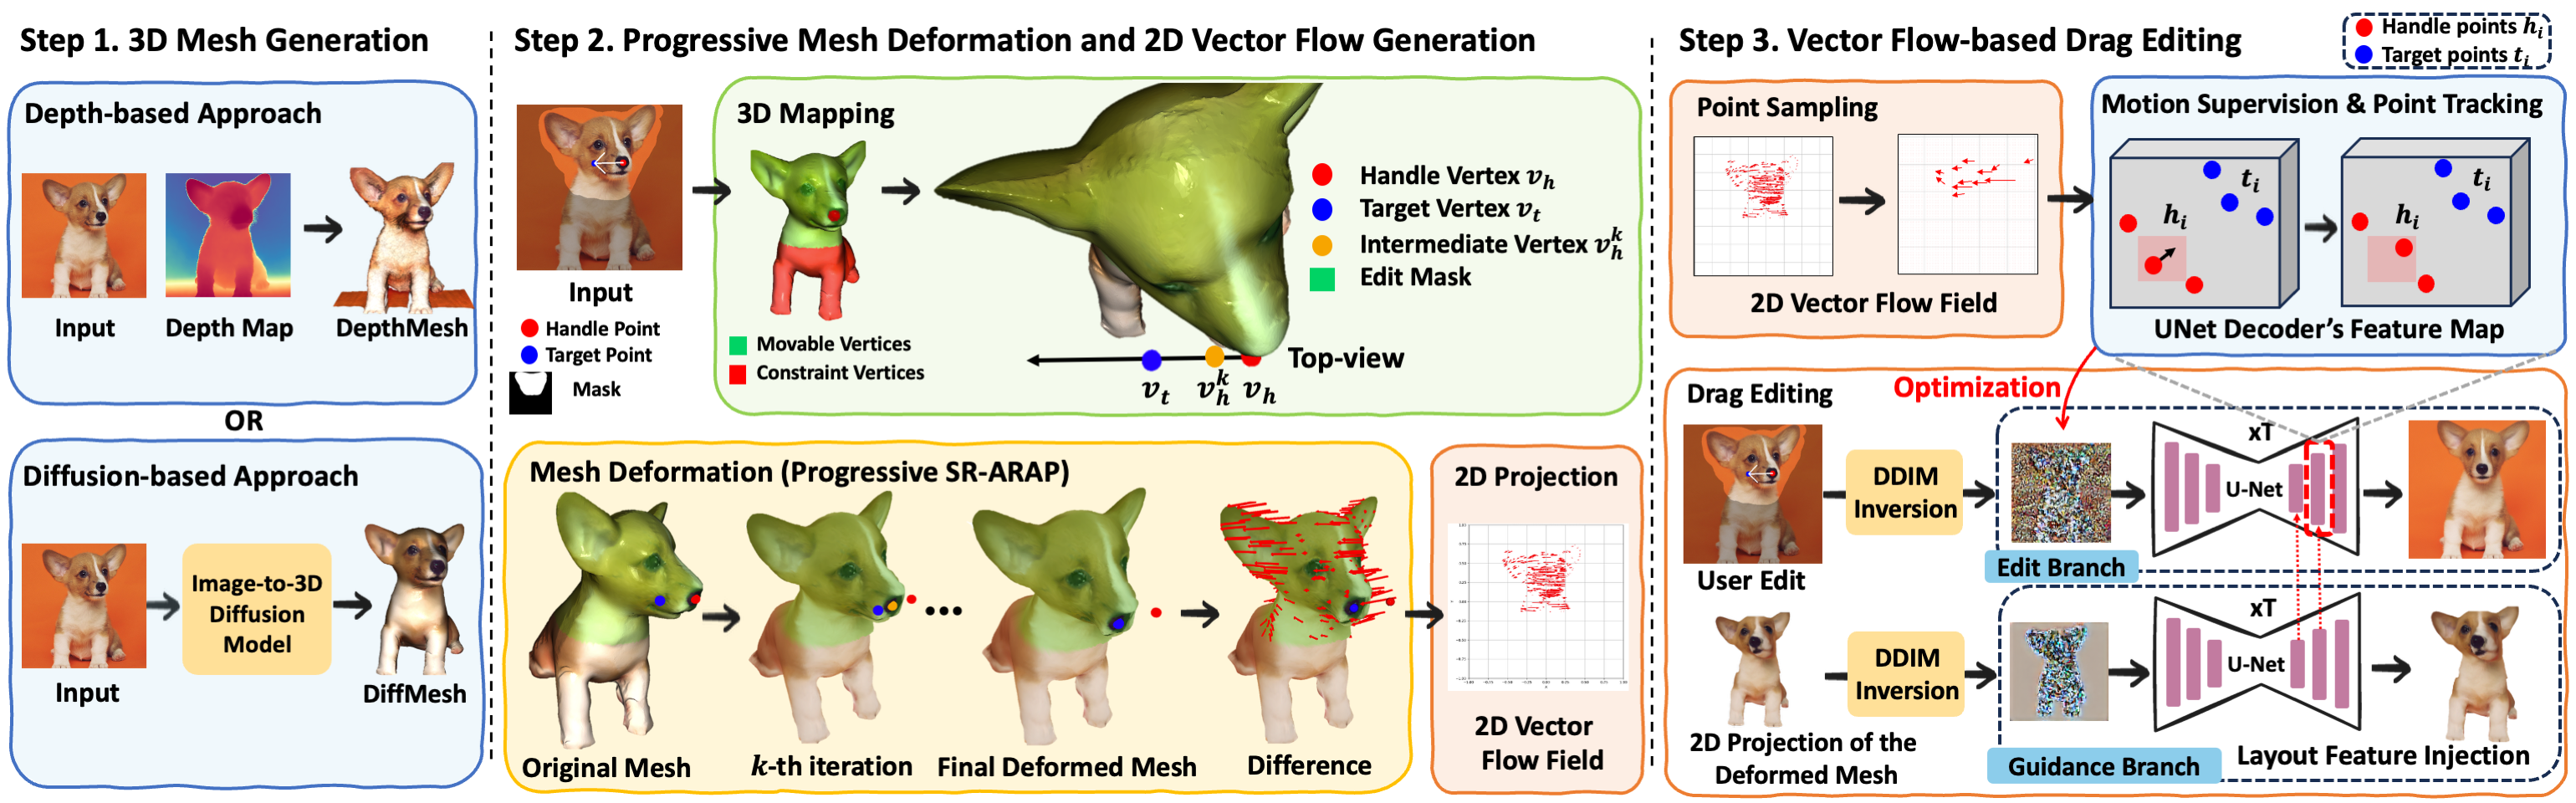 Step 1. 3D Mesh Generation
Depth-based Approach
Input
Depth Map
DepthMesh
OR
Diffusion-based Approach
Image-to-3D
Diffusion
Model
Input
DiffMesh
Step 2. Progressive Mesh Deformation and 2D Vector Flow Generation
Input
Handle Point
Target Point
Mask
3D Mapping
Movable Vertices
Constraint Vertices
Handle Vertex v_h
Target Vertex v_t
Intermediate Vertex v_h^k
Edit Mask
Top-view
v_t v_h^k v_h
Mesh Deformation (Progressive SR-ARAP)
Original Mesh
k-th iteration
Final Deformed Mesh
Difference
2D Projection
2D Vector
Flow Field
Step 3. Vector Flow-based Drag Editing
Handle points h_i
Target points t_i
Point Sampling
2D Vector Flow Field
Motion Supervision & Point Tracking
t_i
h_i
t_i
h_i
UNet Decoder's Feature Map
Drag Editing
Optimization
User Edit
DDIM
Inversion
Edit Branch
xT
U-Net
2D Projection of the
Deformed Mesh
DDIM
Inversion
Guidance Branch
xT
U-Net
Layout Feature Injection